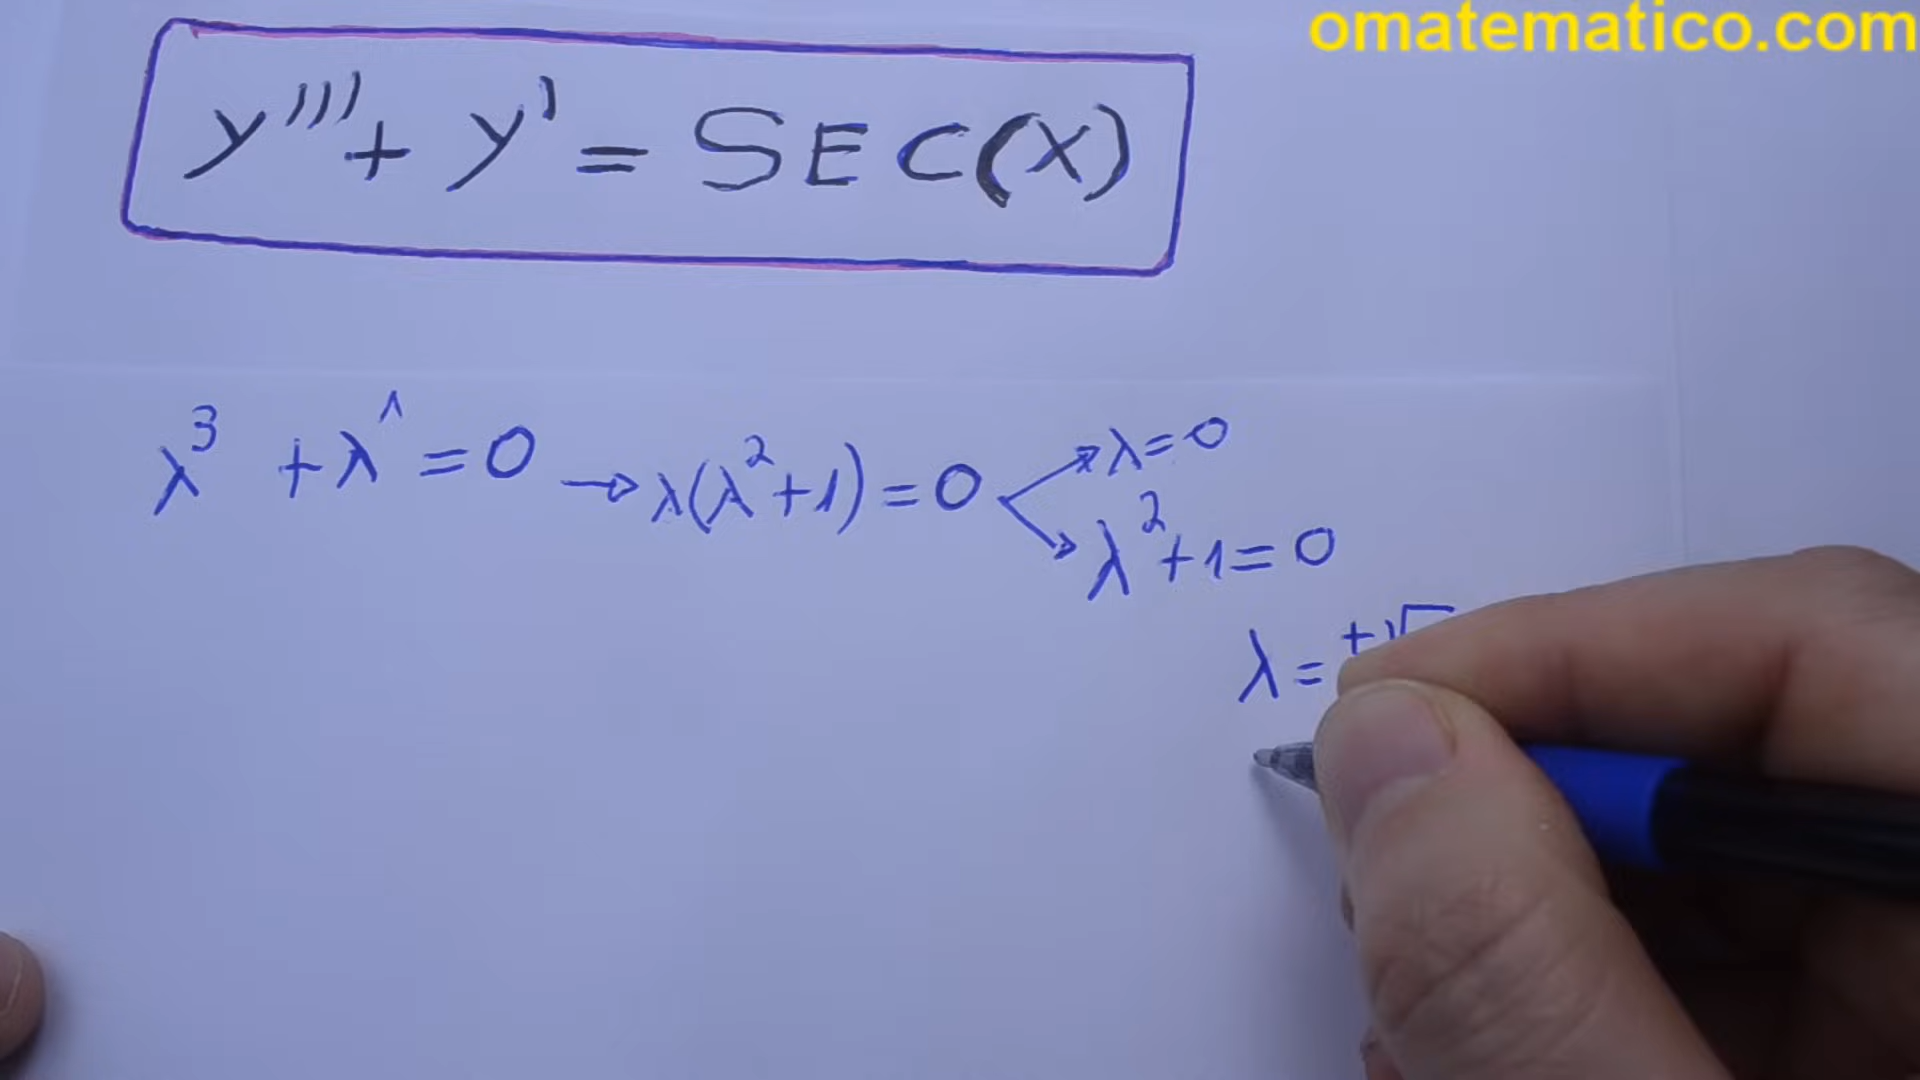 omatematico.com
y''' + y' = SEC(X)
λ³ + λ¹ = 0 → λ(λ² + 1) = 0 → λ = 0
→ λ² + 1 = 0
λ =